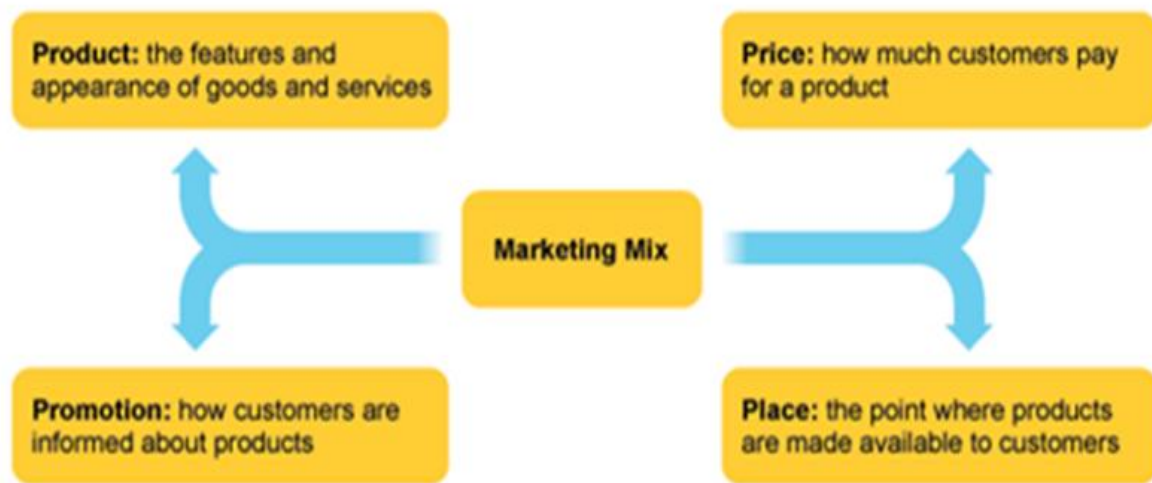 Product: the features and
appearance of goods and services
Price: how much customers pay
for a product
Marketing Mix
Promotion: how customers are
informed about products
Place: the point where products
are made available to customers